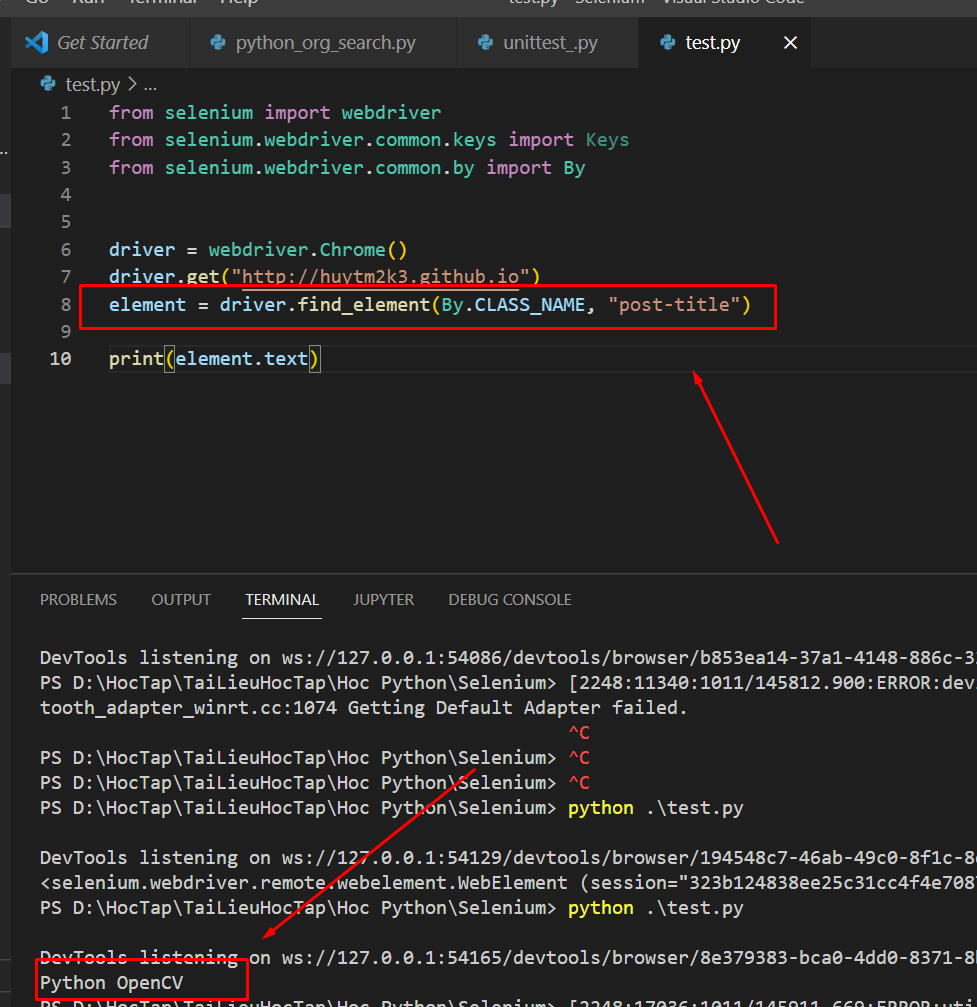 Go Run Terminal Help test.py - Selenium - Visual Studio Code
Get Started python_org_search.py unittest_.py test.py
test.py > ...
1 from selenium import webdriver
2 from selenium.webdriver.common.keys import Keys
3 from selenium.webdriver.common.by import By
4
5
6 driver = webdriver.Chrome()
7 driver.get("http://huytm2k3.github.io")
8 element = driver.find_element(By.CLASS_NAME, "post-title")
9
10 print(element.text)
PROBLEMS OUTPUT TERMINAL JUPYTER DEBUG CONSOLE
DevTools listening on ws://127.0.0.1:54086/devtools/browser/b853ea14-37a1-4148-886c-3
PS D:\HocTap\TaiLieuHocTap\Hoc Python\Selenium> [2248:11340:1011/145812.900:ERROR:dev
tooth_adapter_winrt.cc:1074 Getting Default Adapter failed.
^C
PS D:\HocTap\TaiLieuHocTap\Hoc Python\Selenium> ^C
PS D:\HocTap\TaiLieuHocTap\Hoc Python\Selenium> ^C
PS D:\HocTap\TaiLieuHocTap\Hoc Python\Selenium> python .\test.py
DevTools listening on ws://127.0.0.1:54129/devtools/browser/194548c7-46ab-49c0-8f1c-8
<selenium.webdriver.remote.webelement.WebElement (session="323b124838ee25c31cc4f4e708
PS D:\HocTap\TaiLieuHocTap\Hoc Python\Selenium> python .\test.py
DevTools listening on ws://127.0.0.1:54165/devtools/browser/8e379383-bca0-4dd0-8371-8
Python OpenCV
PS D:\HocTap\TaiLieuHocTap\Hoc Python\Selenium> [2248:17036:1011/145911.669:ERROR:uti